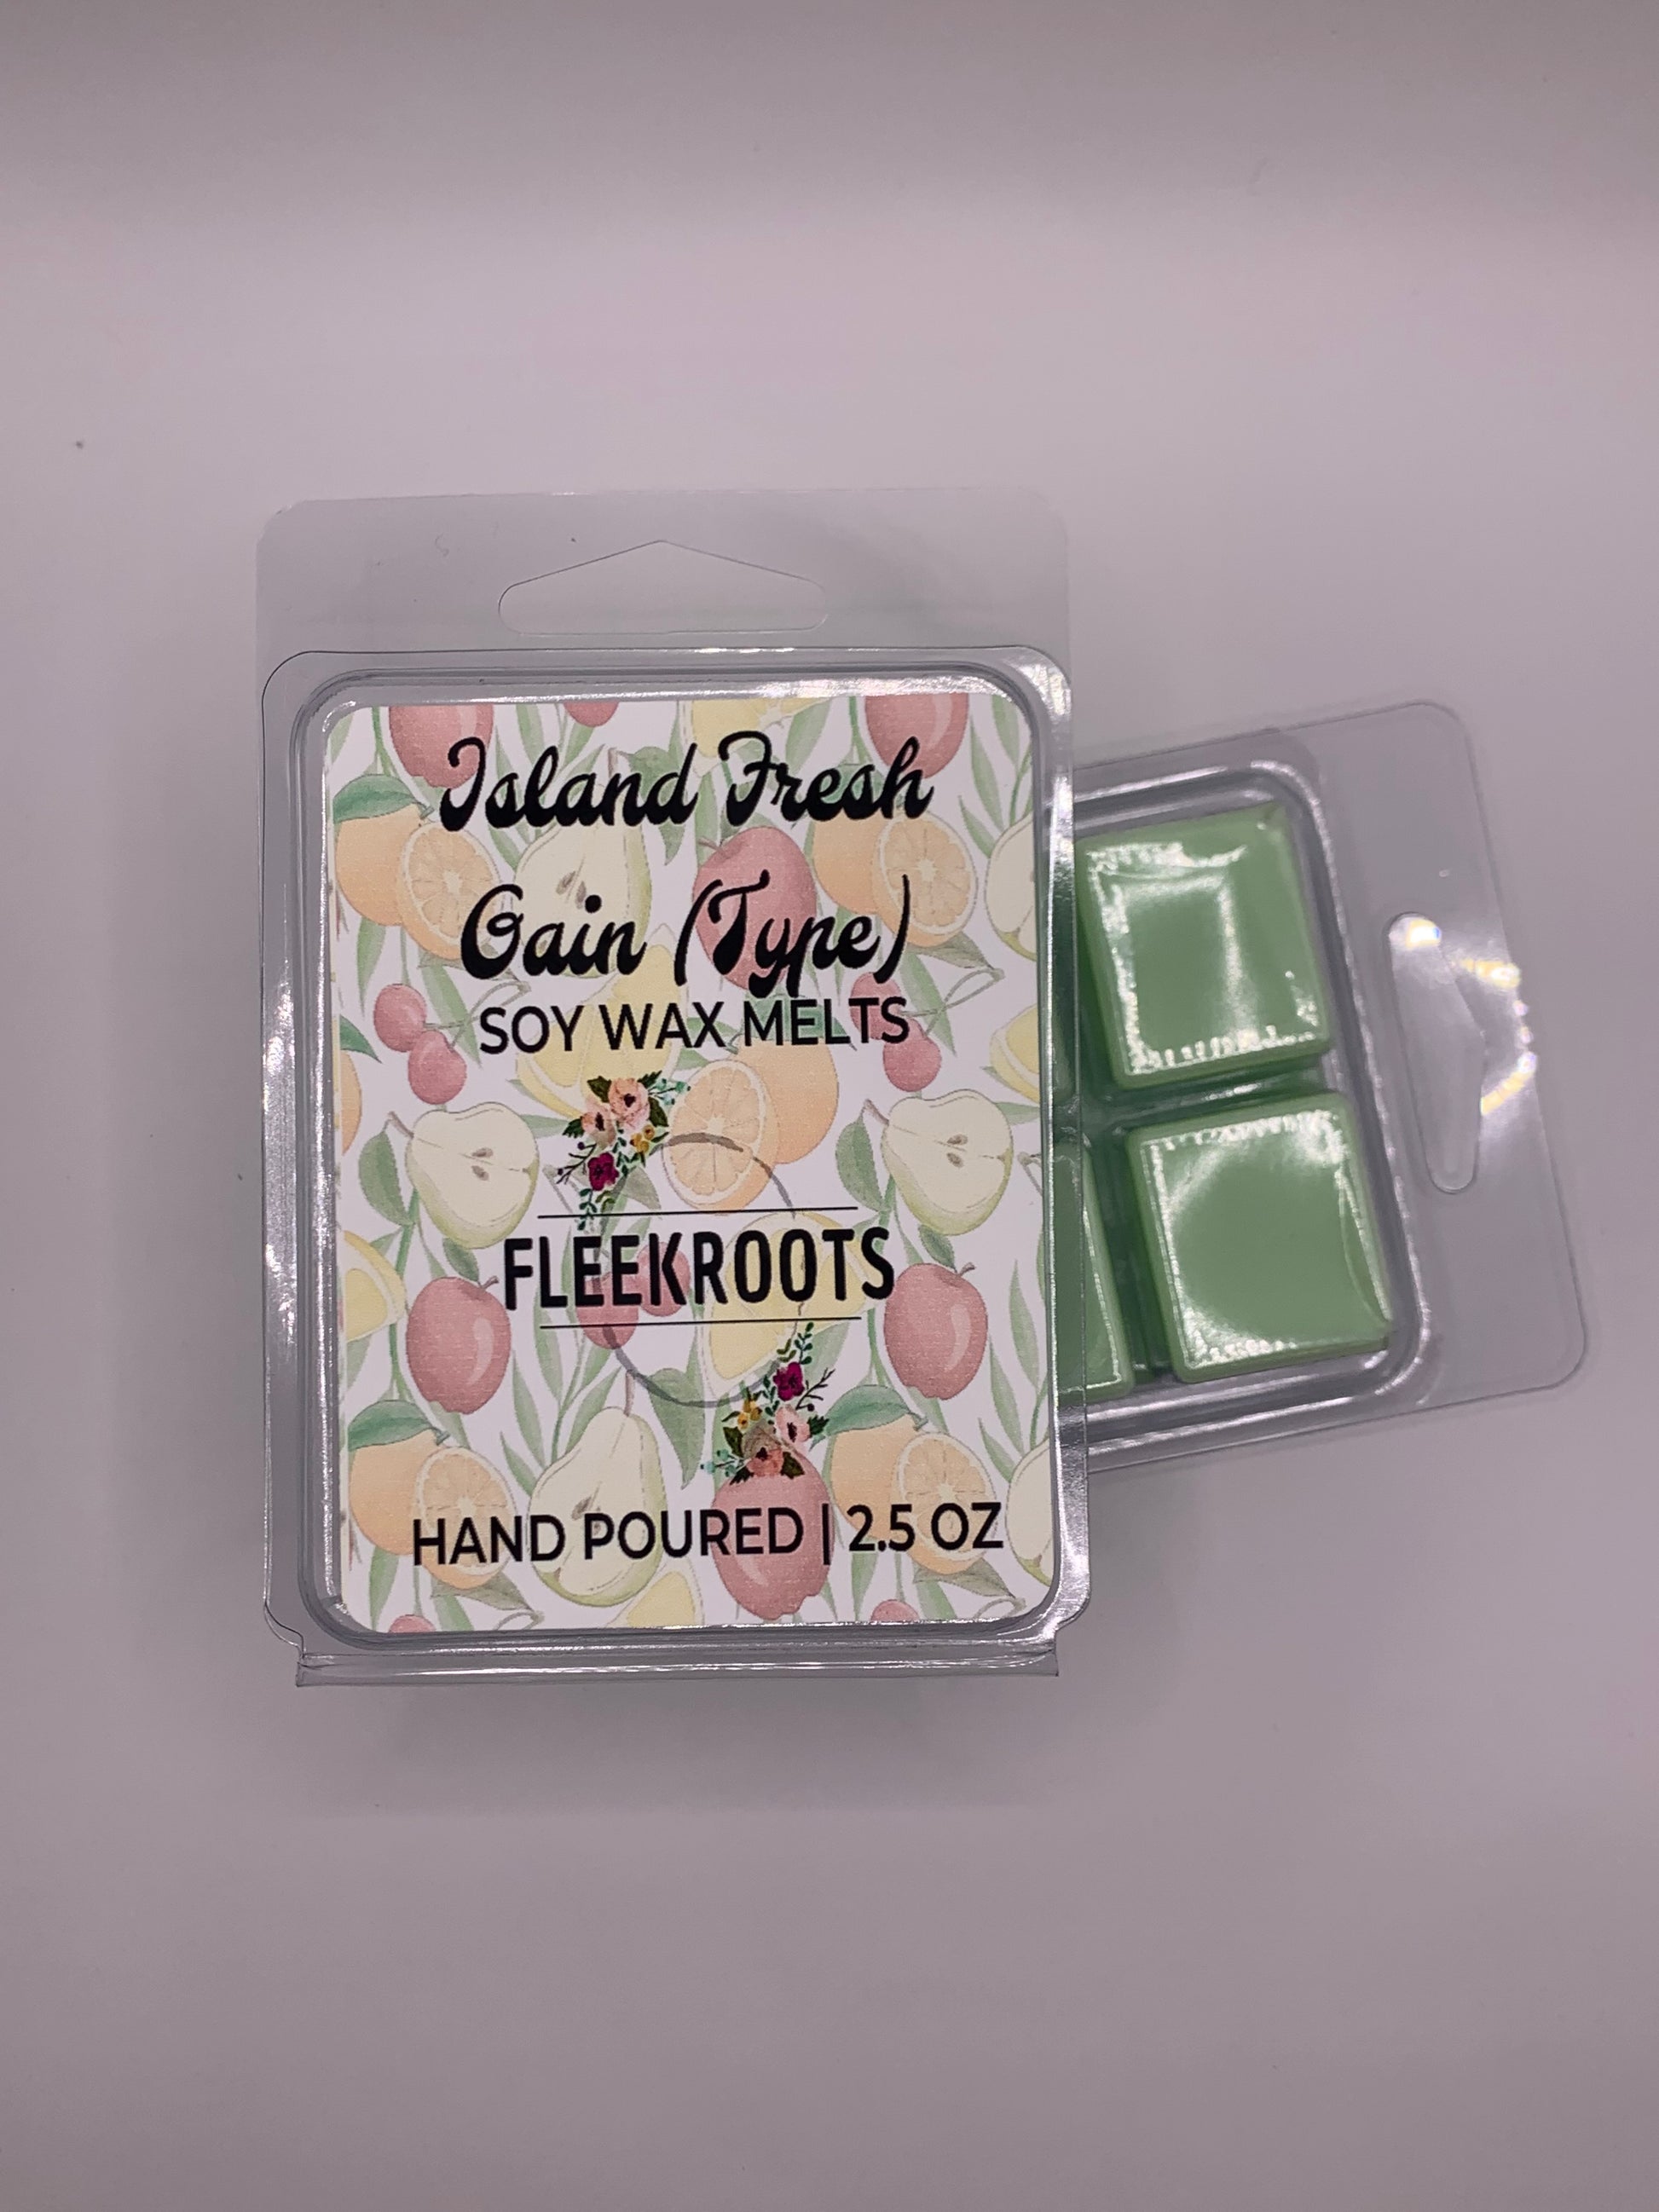 Island Fresh
Gain (Type)
SOY WAX MELTS
FLEEKROOTS
HAND POURED | 2.5 OZ